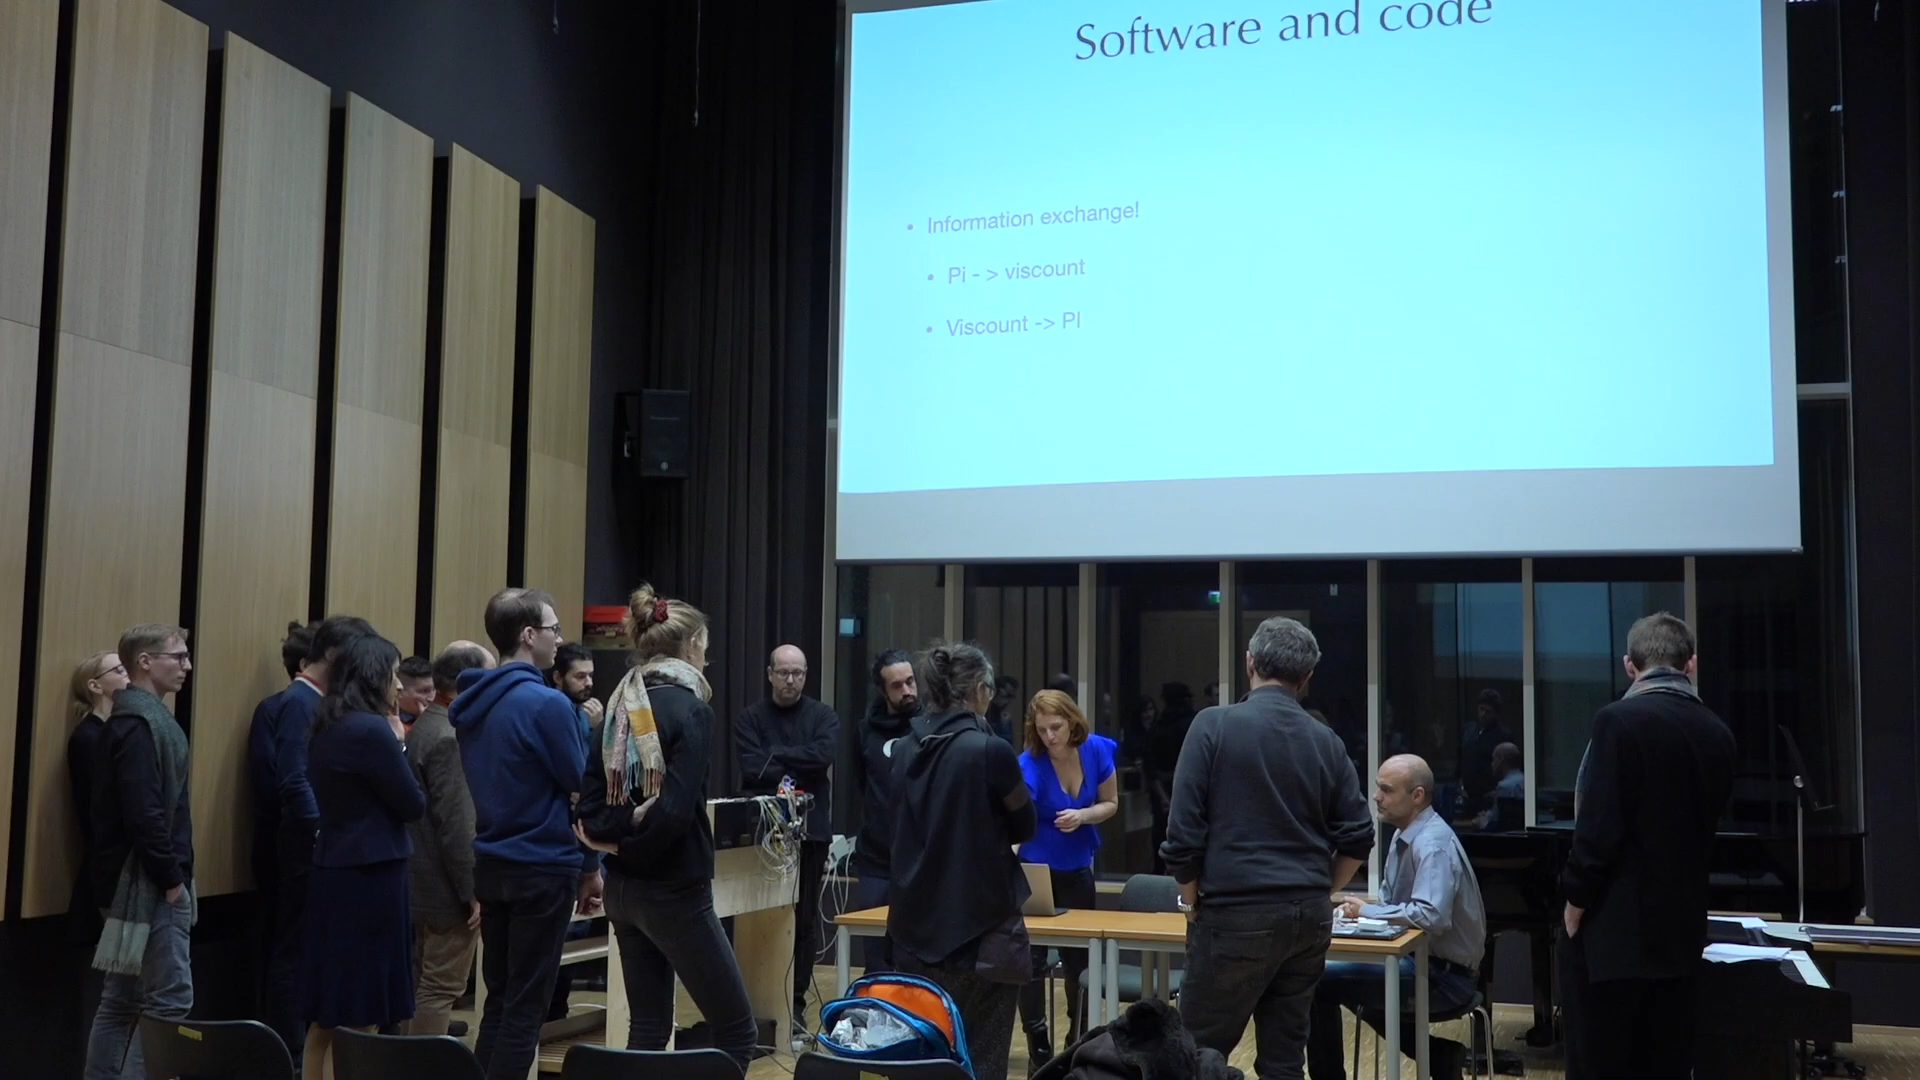 Software and code
• Information exchange!
• Pi - > viscount
• Viscount -> PI